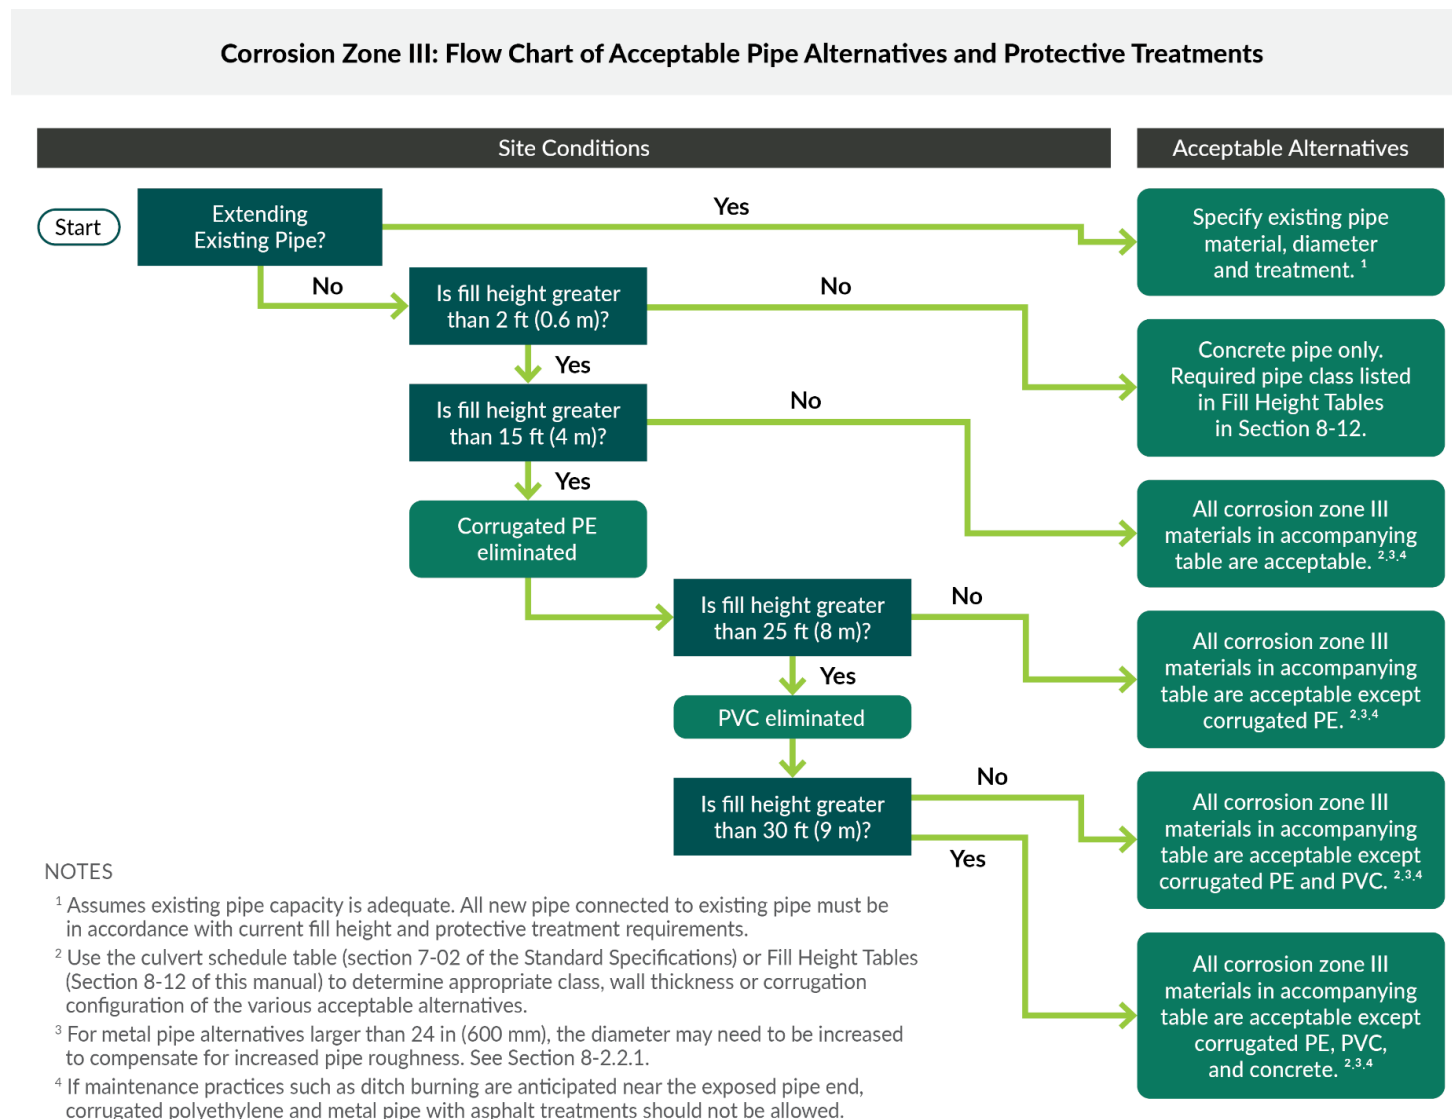 Corrosion Zone III: Flow Chart of Acceptable Pipe Alternatives and Protective Treatments
Site Conditions
Acceptable Alternatives
Start
Extending
Existing Pipe?
Yes
Specify existing pipe
material, diameter
and treatment. ¹
No
Is fill height greater
than 2 ft (0.6 m)?
No
Concrete pipe only.
Required pipe class listed
in Fill Height Tables
in Section 8-12.
Yes
Is fill height greater
than 15 ft (4 m)?
No
All corrosion zone III
materials in accompanying
table are acceptable. ²,³,⁴
Yes
Corrugated PE
eliminated
Is fill height greater
than 25 ft (8 m)?
No
All corrosion zone III
materials in accompanying
table are acceptable except
corrugated PE. ²,³,⁴
Yes
PVC eliminated
Is fill height greater
than 30 ft (9 m)?
No
All corrosion zone III
materials in accompanying
table are acceptable except
corrugated PE and PVC. ²,³,⁴
Yes
All corrosion zone III
materials in accompanying
table are acceptable except
corrugated PE, PVC,
and concrete. ²,³,⁴
NOTES
¹ Assumes existing pipe capacity is adequate. All new pipe connected to existing pipe must be
in accordance with current fill height and protective treatment requirements.
² Use the culvert schedule table (section 7-02 of the Standard Specifications) or Fill Height Tables
(Section 8-12 of this manual) to determine appropriate class, wall thickness or corrugation
configuration of the various acceptable alternatives.
³ For metal pipe alternatives larger than 24 in (600 mm), the diameter may need to be increased
to compensate for increased pipe roughness. See Section 8-2.2.1.
⁴ If maintenance practices such as ditch burning are anticipated near the exposed pipe end,
corrugated polyethylene and metal pipe with asphalt treatments should not be allowed.